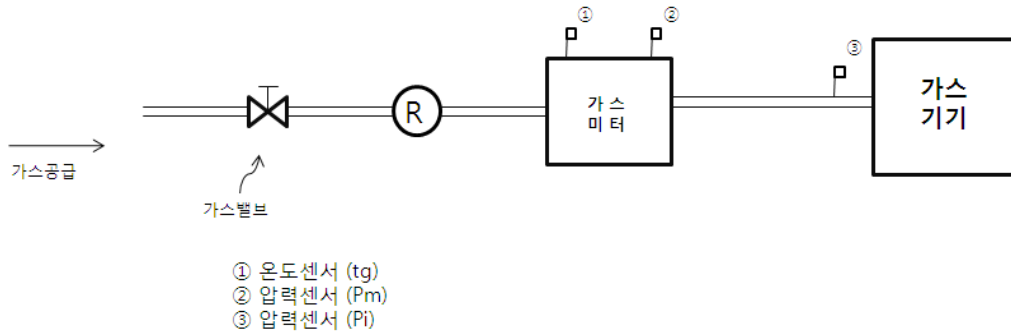 ①
②
③
가스
기기
가 스
미 터
R
가스공급
가스밸브
① 온도센서 (tg)
② 압력센서 (Pm)
③ 압력센서 (Pi)